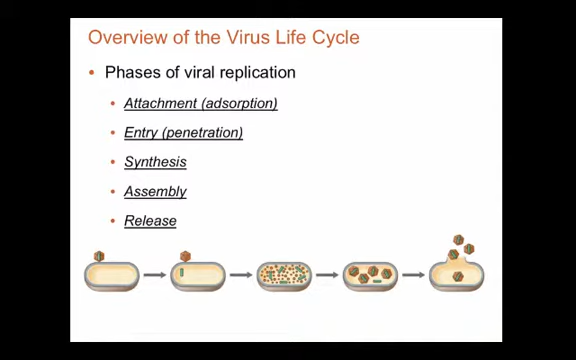 Overview of the Virus Life Cycle
• Phases of viral replication
• Attachment (adsorption)
• Entry (penetration)
• Synthesis
• Assembly
• Release